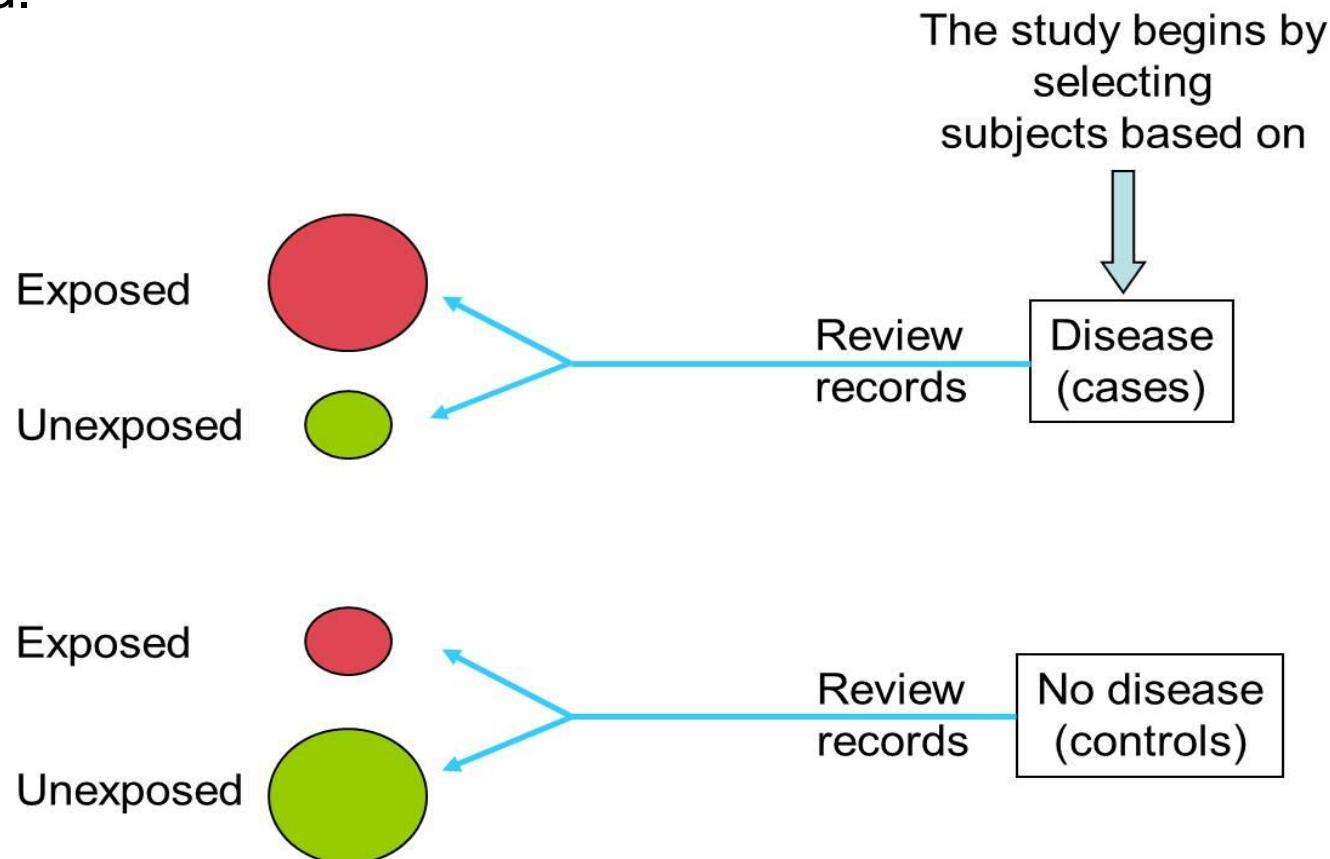 The study begins by
selecting
subjects based on
Exposed
Review
records
Disease
(cases)
Unexposed
Exposed
Review
records
No disease
(controls)
Unexposed